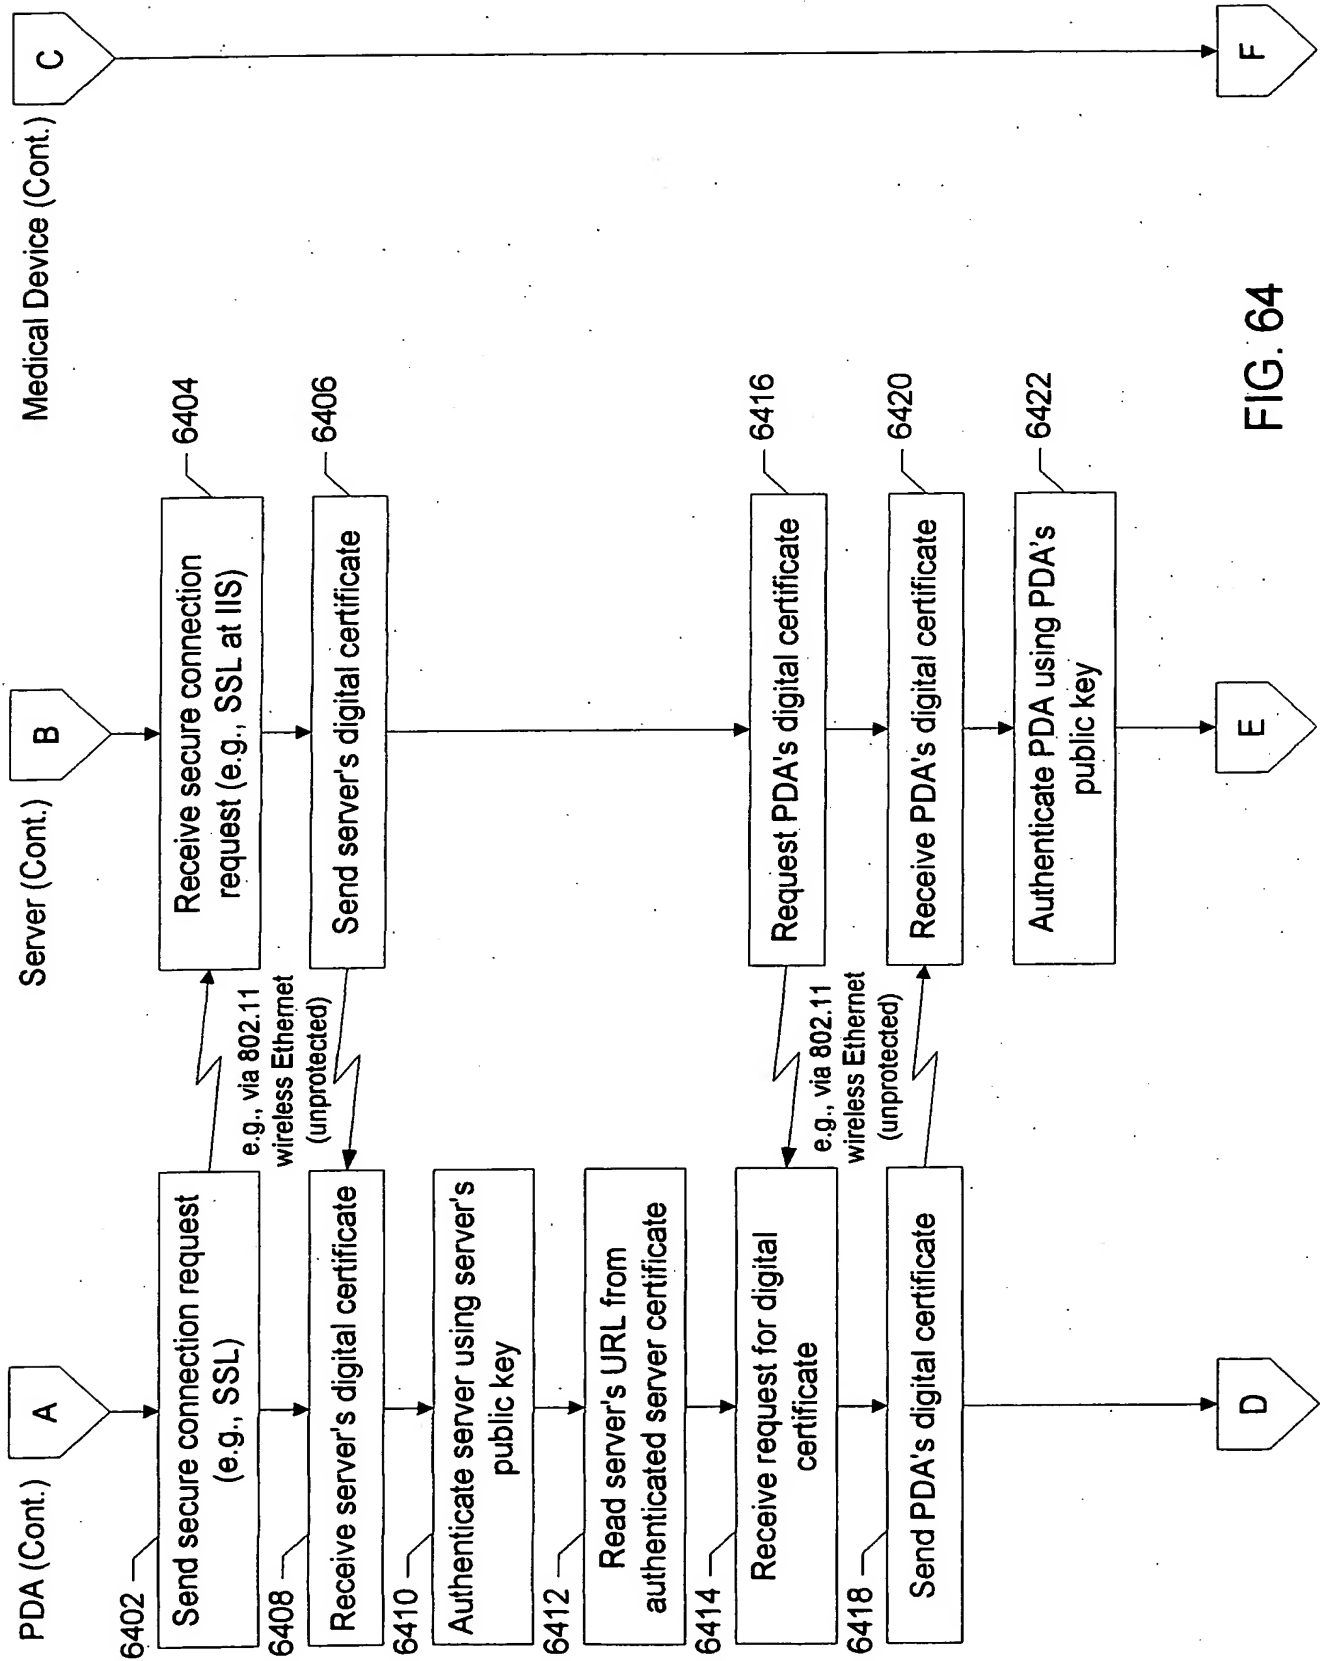 PDA (Cont.)
A
6402
Send secure connection request
(e.g., SSL)
6408
Receive server's digital certificate
6410
Authenticate server using server's
public key
6412
Read server's URL from
authenticated server certificate
6414
Receive request for digital
certificate
6418
Send PDA's digital certificate
D
e.g., via 802.11
wireless Ethernet
(unprotected)
e.g., via 802.11
wireless Ethernet
(unprotected)
Server (Cont.)
B
6404
Receive secure connection
request (e.g., SSL at IIS)
6406
Send server's digital certificate
6416
Request PDA's digital certificate
6420
Receive PDA's digital certificate
6422
Authenticate PDA using PDA's
public key
E
Medical Device (Cont.)
C
F
FIG. 64